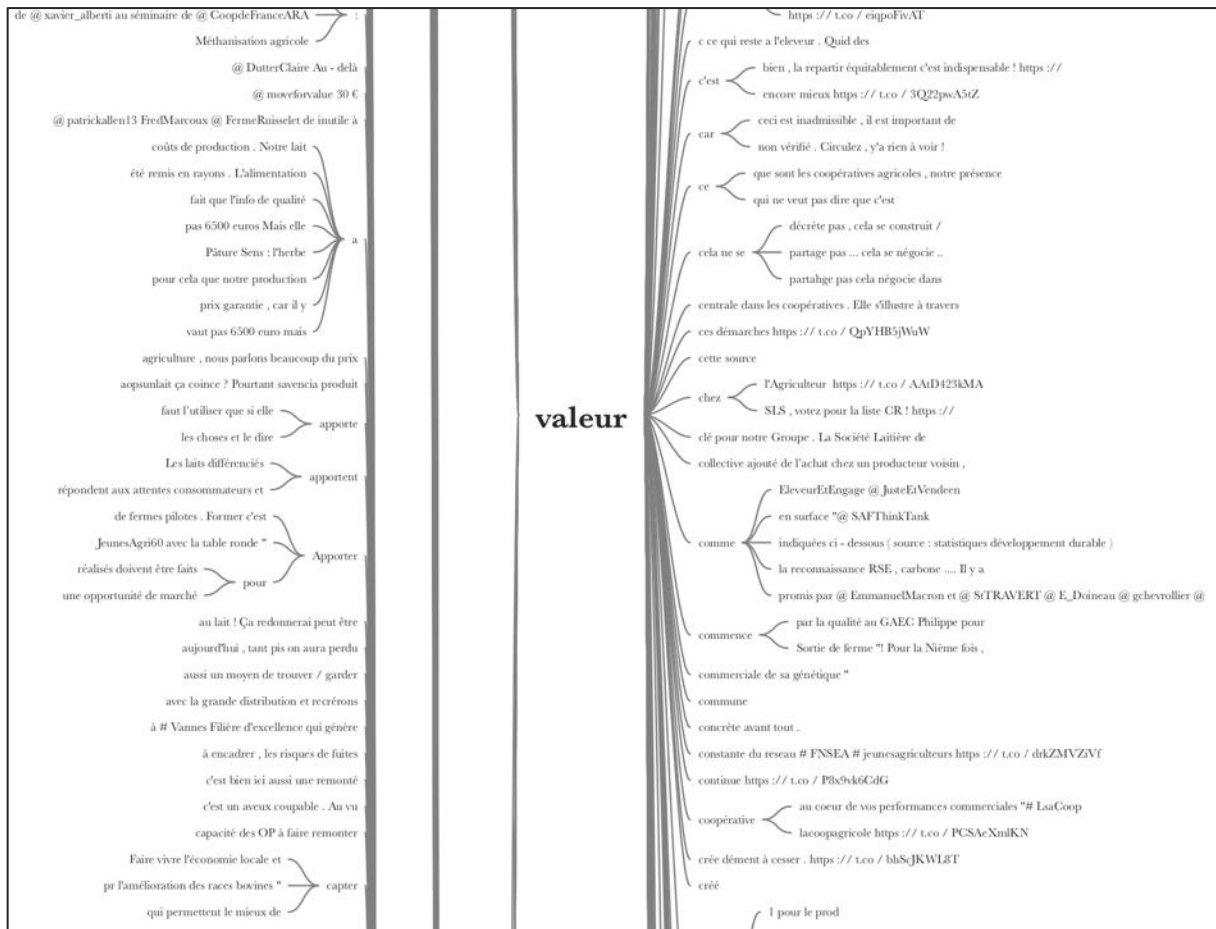 de @ xavier_alberti au séminaire de @ CoopdeFranceARA
:
Méthanisation agricole
@ DutterClaire Au - delà
@ moveforvalue 30 €
@ patrickallen13 FredMarcoux @ FermeRuisselet de inutile à
coûts de production . Notre lait
été remis en rayons . L'alimentation
fait que l'info de qualité
pas 6500 euros Mais elle
Pâture Sens : l'herbe
a
pour cela que notre production
prix garantie , car il y
vaut pas 6500 euro mais
agriculture , nous parlons beaucoup du prix
aopsunlait ça coince ? Pourtant savencia produit
faut l'utiliser que si elle
apporte
les choses et le dire
Les laits différenciés
apportent
répondent aux attentes consommateurs et
de fermes pilotes . Former c'est
JeunesAgri60 avec la table ronde "
Apporter
réalisés doivent être faits
pour
une opportunité de marché
au lait ! Ça redonnerai peut être
aujourd'hui , tant pis on aura perdu
aussi un moyen de trouver / garder
avec la grande distribution et recrérons
à # Vannes Filière d'excellence qui génère
à encadrer , les risques de fuites
c'est bien ici aussi une remonté
c'est un aveux coupable . Au vu
capacité des OP à faire remonter
Faire vivre l'économie locale et
pr l'amélioration des races bovines "
capter
qui permettent le mieux de
valeur
https :// t.co / eiqpoFivAT
c ce qui reste a l'eleveur . Quid des
c'est
bien , la repartir équitablement c'est indispensable ! https ://
encore mieux https :// t.co / 3Q22pwA5tZ
car
ceci est inadmissible , il est important de
non vérifié . Circulez , y'a rien à voir !
ce
que sont les coopératives agricoles , notre présence
qui ne veut pas dire que c'est
cela ne se
décrète pas , cela se construit /
partage pas ... cela se négocie ..
partahge pas cela négocie dans
centrale dans les coopératives . Elle s'illustre à travers
ces démarches https :// t.co / QpYHB5jWuW
cette source
chez
l'Agriculteur https :// t.co / AAtD423kMA
SLS , votez pour la liste CR ! https ://
clé pour notre Groupe . La Société Laitière de
collective ajouté de l'achat chez un producteur voisin ,
comme
EleveurEtEngage @ JusteEtVendeen
en surface "@ SAFThinkTank
indiquées ci - dessous ( source : statistiques développement durable )
la reconnaissance RSE , carbone .... Il y a
promis par @ EmmanuelMacron et @ StTRAVERT @ E_Doineau @ gchevrollier @
commence
par la qualité au GAEC Philippe pour
Sortie de ferme "! Pour la Nième fois ,
commerciale de sa génétique "
commune
concrète avant tout .
constante du reseau # FNSEA # jeunesagriculteurs https :// t.co / drkZMVZiVf
continue https :// t.co / P8x9vk6CdG
coopérative
au coeur de vos performances commerciales "# LsaCoop
lacoopagricole https :// t.co / PCSAeXmlKN
crée dément à cesser . https :// t.co / bhScJKWL8T
créé
1 pour le prod